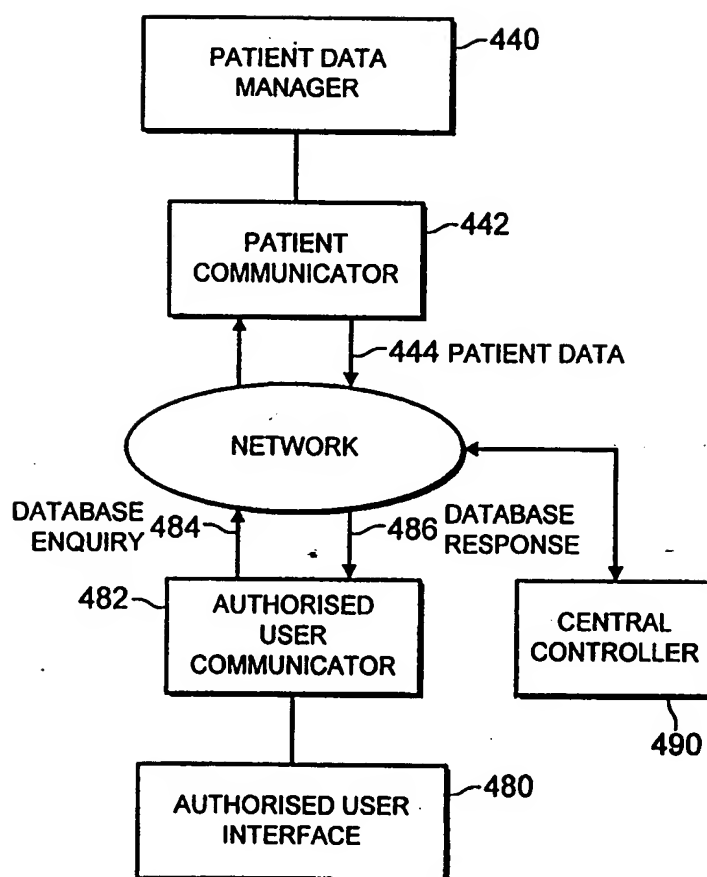 PATIENT DATA
MANAGER
440
PATIENT
COMMUNICATOR
442
444 PATIENT DATA
NETWORK
DATABASE
ENQUIRY
484
486
DATABASE
RESPONSE
482
AUTHORISED
USER
COMMUNICATOR
CENTRAL
CONTROLLER
490
AUTHORISED USER
INTERFACE
480